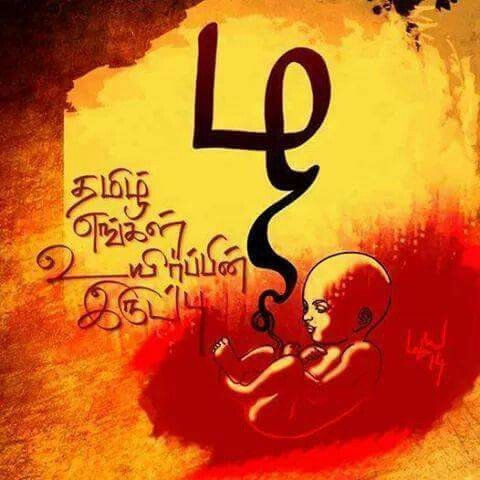 ழ
தமிழ்
எங்கள்
உயிர்ப்பின்
இருப்பு